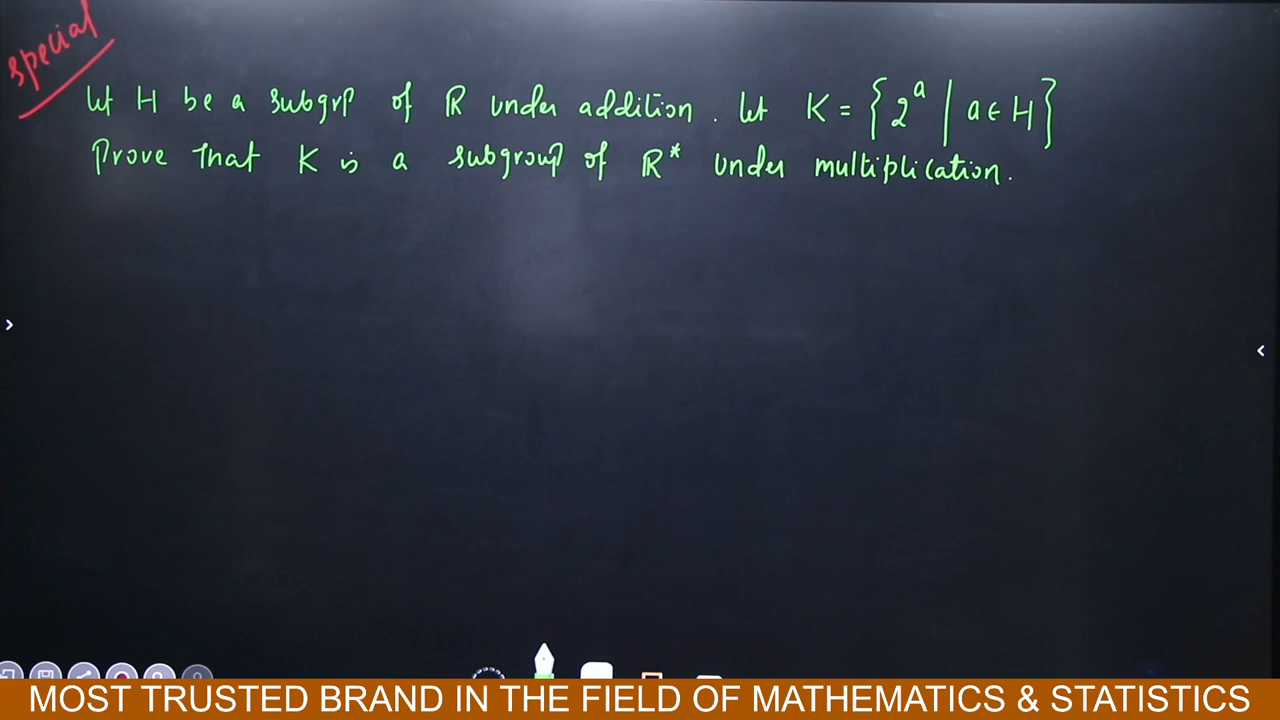 special
let H be a subgrp of ℝ under addition. let K = {2^a | a ∈ H}
Prove that K is a subgroup of ℝ* under multiplication.
MOST TRUSTED BRAND IN THE FIELD OF MATHEMATICS & STATISTICS